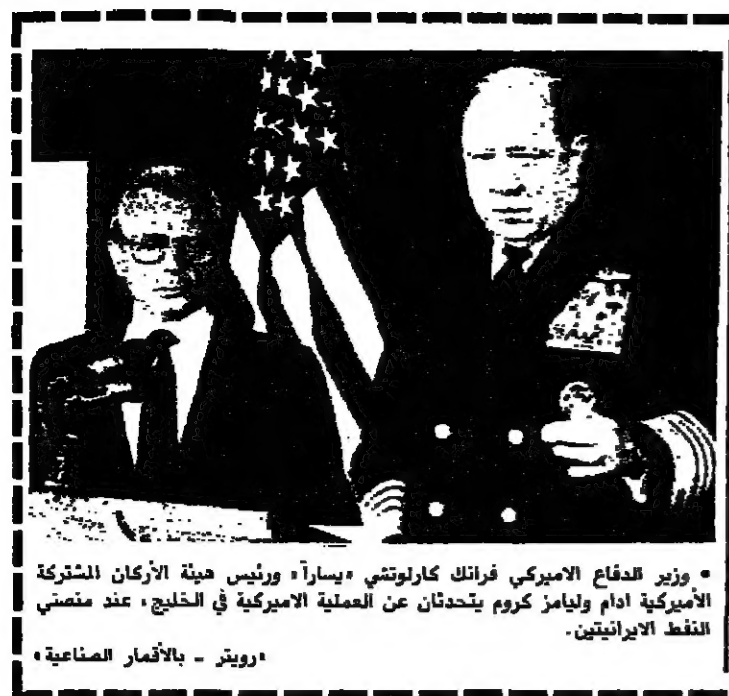 • وزير الدفاع الاميركي فرانك كارلوتشي «يساراً» ورئيس هيئة الأركان المشتركة
الأميركية ادام وليامز كروم يتحدثان عن العملية الاميركية في الخليج، عند منصتي
النفط الايرانيتين.
«رويتر - بالأقمار الصناعية»